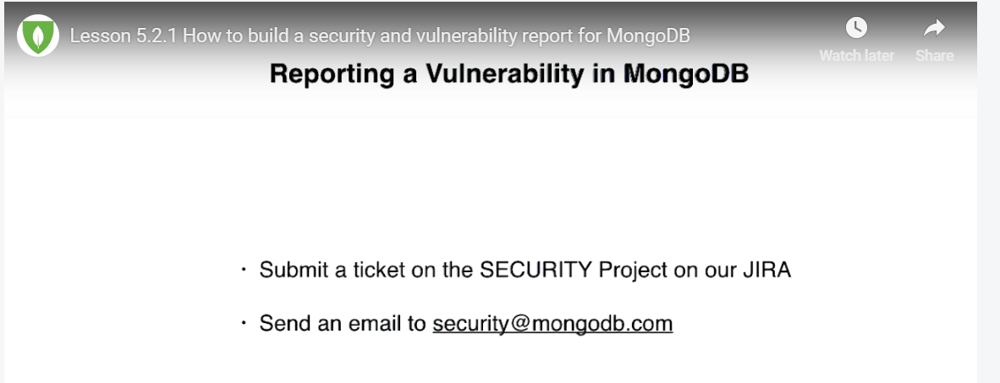 Lesson 5.2.1 How to build a security and vulnerability report for MongoDB
Watch later
Share
Reporting a Vulnerability in MongoDB
· Submit a ticket on the SECURITY Project on our JIRA
· Send an email to security@mongodb.com